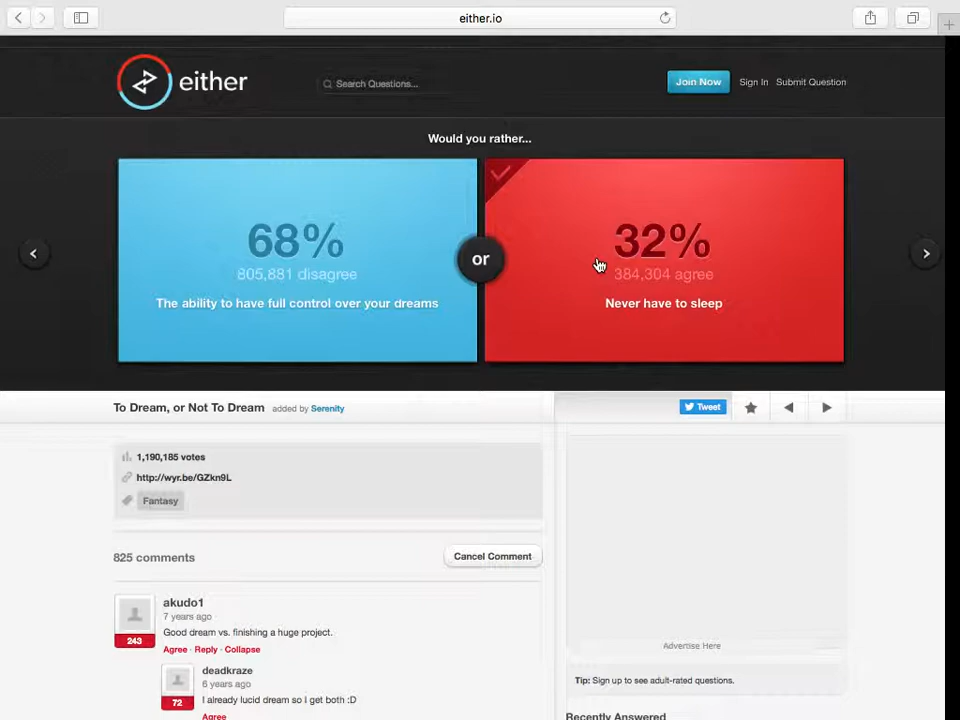 either.io
either
Search Questions...
Join Now
Sign In
Submit Question
Would you rather...
68%
805,881 disagree
The ability to have full control over your dreams
or
32%
384,304 agree
Never have to sleep
To Dream, or Not To Dream added by Serenity
Tweet
1,190,185 votes
http://wyr.be/GZkn9L
Fantasy
825 comments
Cancel Comment
akudo1
7 years ago
Good dream vs. finishing a huge project.
243
Agree · Reply · Collapse
deadkraze
6 years ago
I already lucid dream so I get both :D
72
Agree
Advertise Here
Tip: Sign up to see adult-rated questions.
Recently Answered